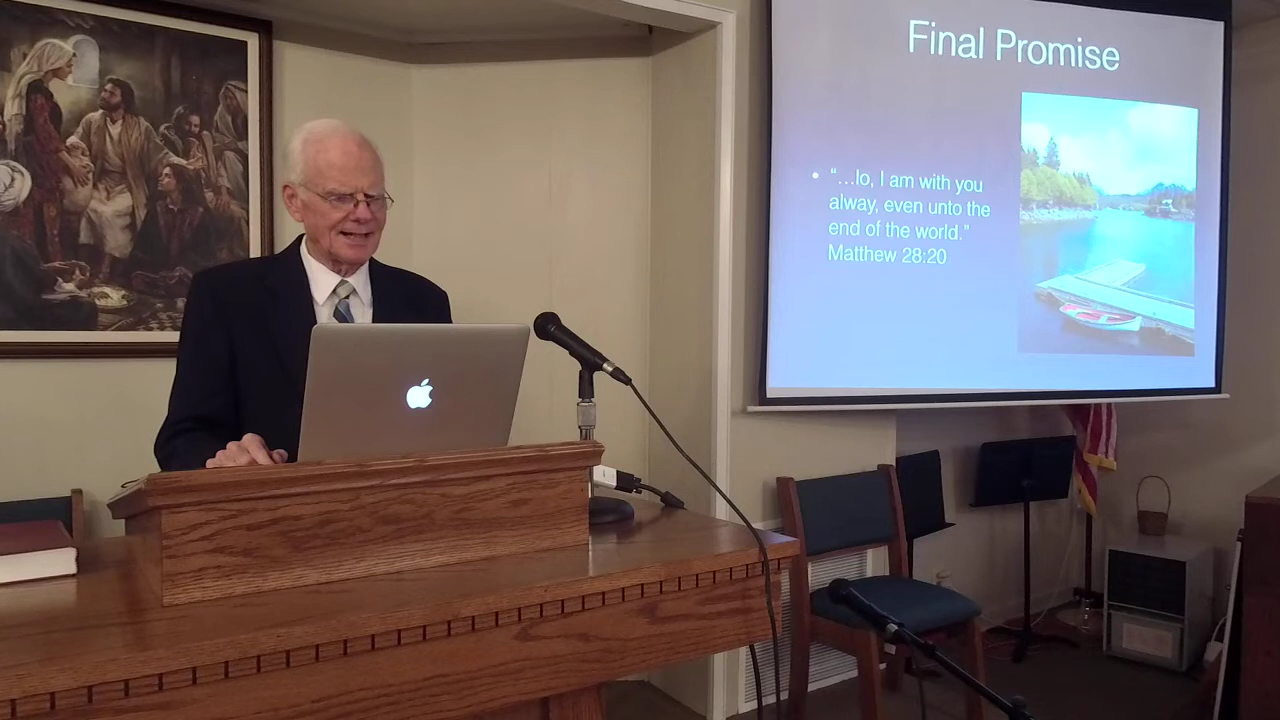 Final Promise
• “…lo, I am with you
alway, even unto the
end of the world.”
Matthew 28:20